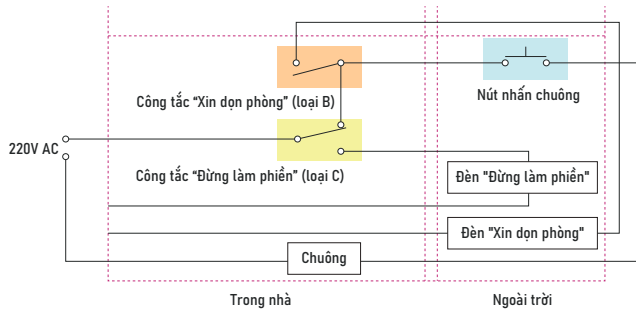 Công tắc “Xin dọn phòng” (loại B)
Nút nhấn chuông
220V AC
Công tắc “Đừng làm phiền” (loại C)
Đèn "Đừng làm phiền"
Đèn "Xin dọn phòng"
Chuông
Trong nhà
Ngoài trời